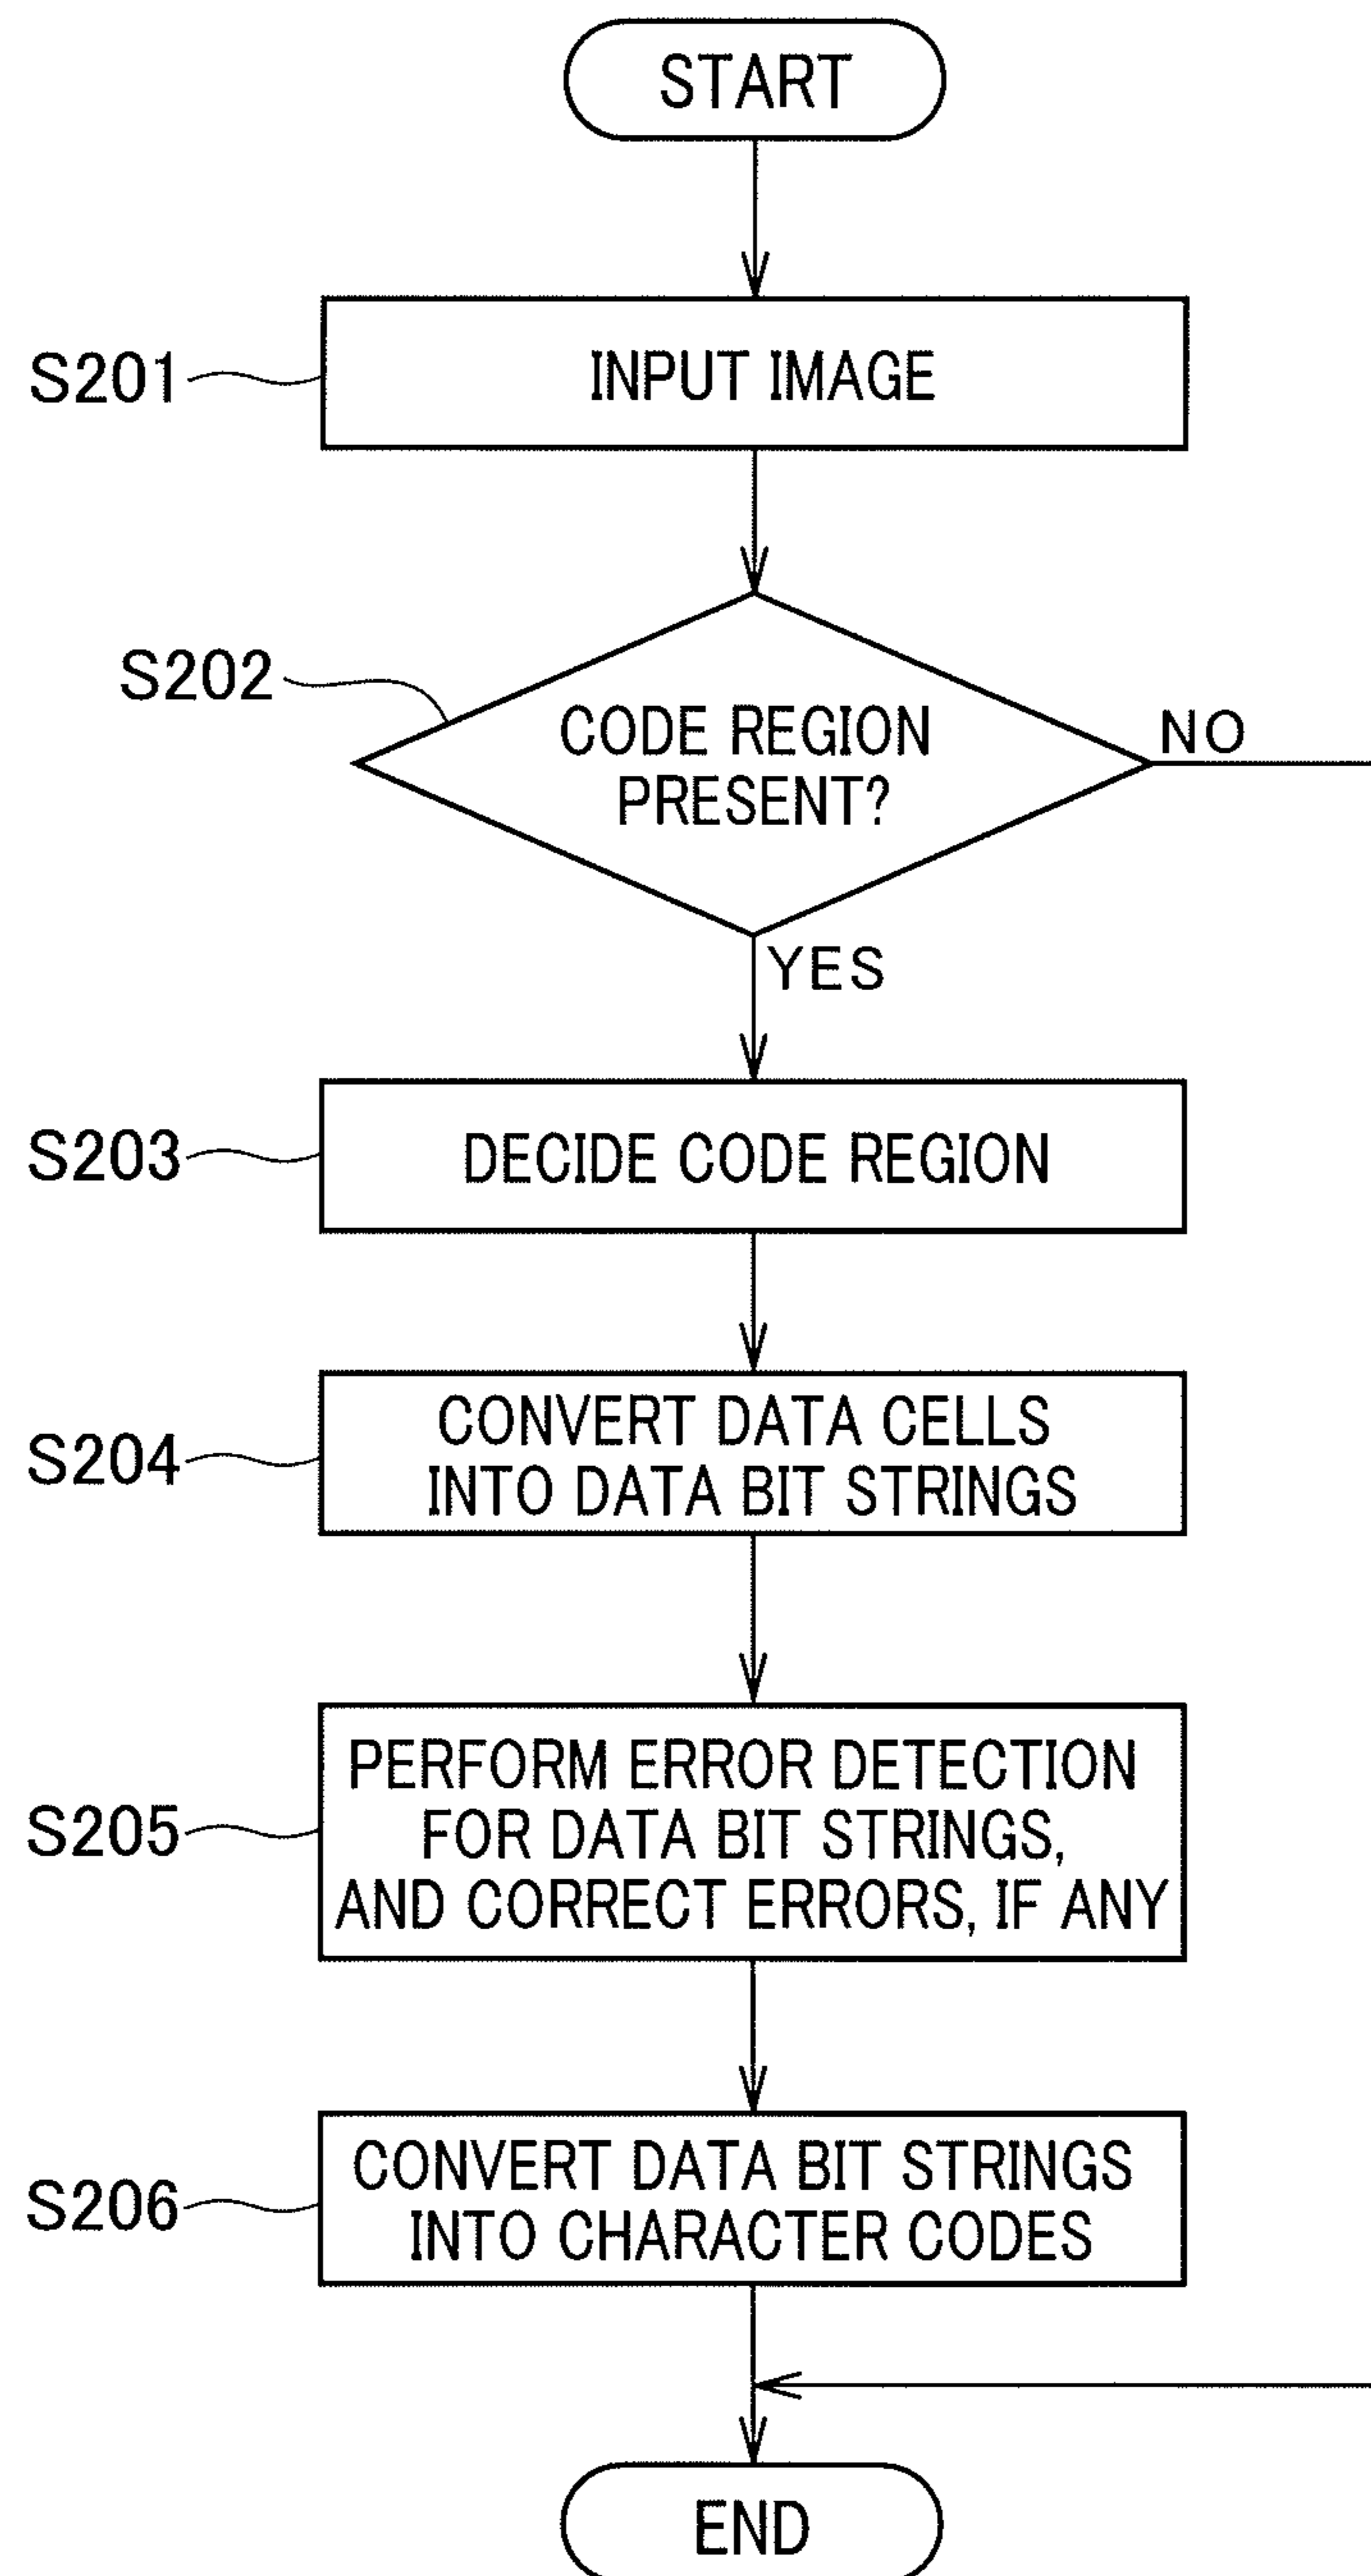 START
S201
INPUT IMAGE
S202
CODE REGION
PRESENT?
NO
YES
S203
DECIDE CODE REGION
S204
CONVERT DATA CELLS
INTO DATA BIT STRINGS
S205
PERFORM ERROR DETECTION
FOR DATA BIT STRINGS,
AND CORRECT ERRORS, IF ANY
S206
CONVERT DATA BIT STRINGS
INTO CHARACTER CODES
END